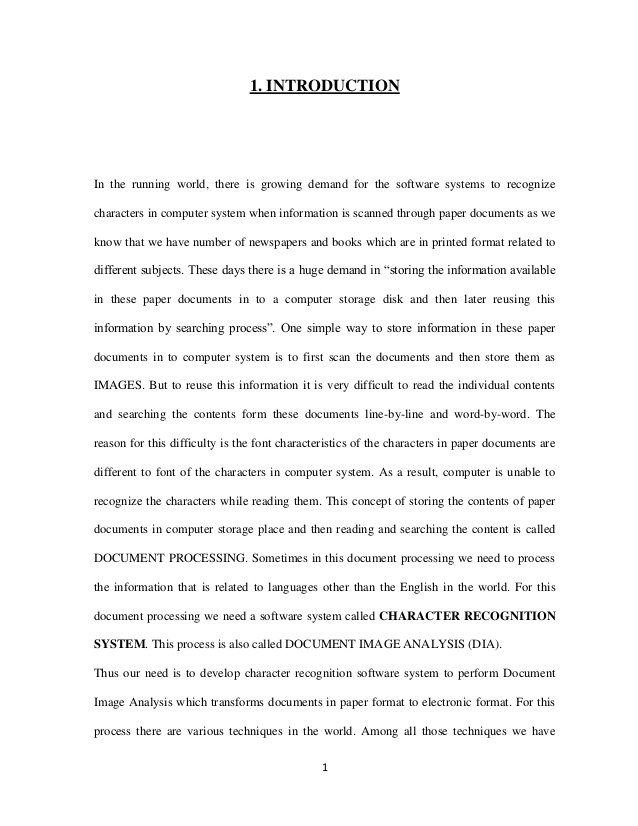 1. INTRODUCTION
In the running world, there is growing demand for the software systems to recognize
characters in computer system when information is scanned through paper documents as we
know that we have number of newspapers and books which are in printed format related to
different subjects. These days there is a huge demand in “storing the information available
in these paper documents in to a computer storage disk and then later reusing this
information by searching process”. One simple way to store information in these paper
documents in to computer system is to first scan the documents and then store them as
IMAGES. But to reuse this information it is very difficult to read the individual contents
and searching the contents form these documents line-by-line and word-by-word. The
reason for this difficulty is the font characteristics of the characters in paper documents are
different to font of the characters in computer system. As a result, computer is unable to
recognize the characters while reading them. This concept of storing the contents of paper
documents in computer storage place and then reading and searching the content is called
DOCUMENT PROCESSING. Sometimes in this document processing we need to process
the information that is related to languages other than the English in the world. For this
document processing we need a software system called CHARACTER RECOGNITION
SYSTEM. This process is also called DOCUMENT IMAGE ANALYSIS (DIA).
Thus our need is to develop character recognition software system to perform Document
Image Analysis which transforms documents in paper format to electronic format. For this
process there are various techniques in the world. Among all those techniques we have
1